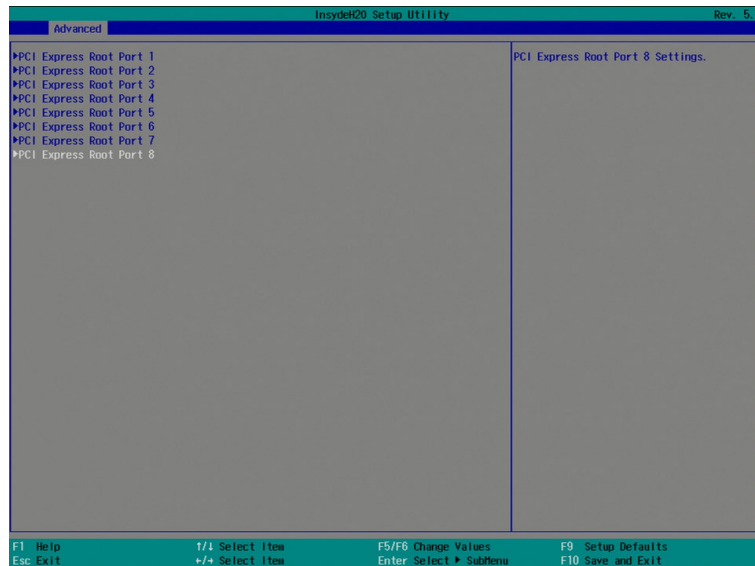 InsydeH20 Setup Utility Rev. 5.
Advanced
▶PCI Express Root Port 1 PCI Express Root Port 8 Settings.
▶PCI Express Root Port 2
▶PCI Express Root Port 3
▶PCI Express Root Port 4
▶PCI Express Root Port 5
▶PCI Express Root Port 6
▶PCI Express Root Port 7
▶PCI Express Root Port 8
F1 Help ↑/↓ Select Item F5/F6 Change Values F9 Setup Defaults
Esc Exit ←/→ Select Item Enter Select ▶ SubMenu F10 Save and Exit